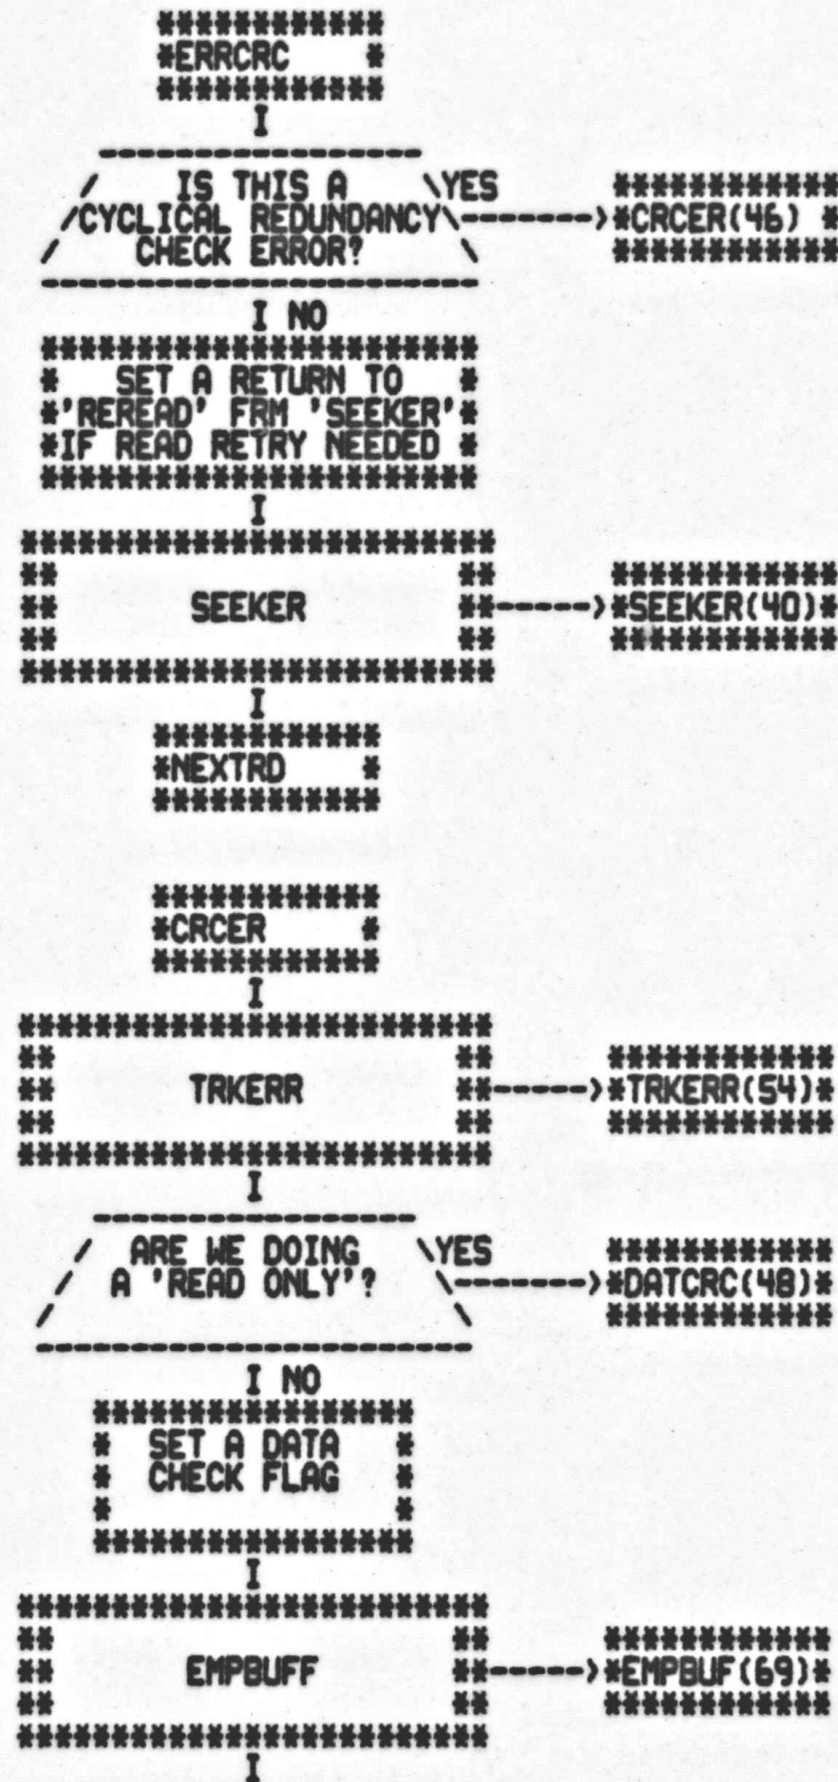 ************
*ERRCRC    *
************
I
-----------------
/    IS THIS A    \YES
/CYCLICAL REDUNDANCY\------->*CRCER(46) *
/    CHECK ERROR?    \
I NO
*   SET A RETURN TO   *
*'REREAD' FRM 'SEEKER'*
*IF READ RETRY NEEDED *
I
**        SEEKER        **----->*SEEKER(40)*
I
*NEXTRD    *
*CRCER     *
I
**        TRKERR        **----->*TRKERR(54)*
I
/  ARE WE DOING   \YES
/  A 'READ ONLY'?   \------->*DATCRC(48)*
I NO
*  SET A DATA   *
*  CHECK FLAG   *
I
**        EMPBUFF        **----->*EMPBUF(69)*
I